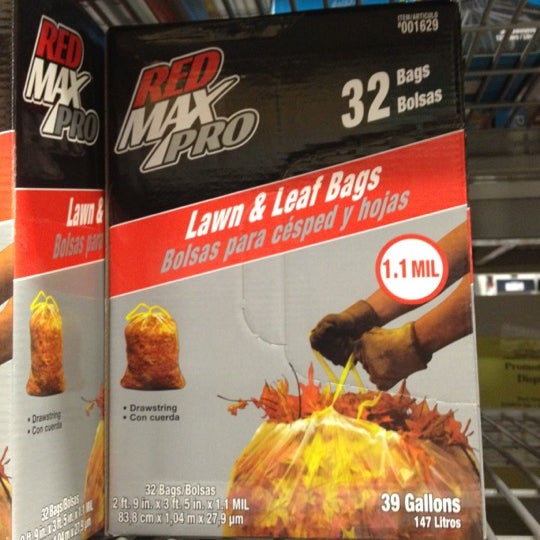 RED
MAX
PRO
Lawn &
Bolsas para
• Drawstring
• Con cuerda
32 Bags/Bolsas
ITEM/ARTICULO
#001629
RED
MAX
PRO
32 Bags
Bolsas
Lawn & Leaf Bags
Bolsas para césped y hojas
1.1 MIL
• Drawstring
• Con cuerda
32 Bags/Bolsas
2 ft. 9 in. x 3 ft. 5 in. x 1.1 MIL
83,8 cm x 1,04 m x 27,9 µm
39 Gallons
147 Litros